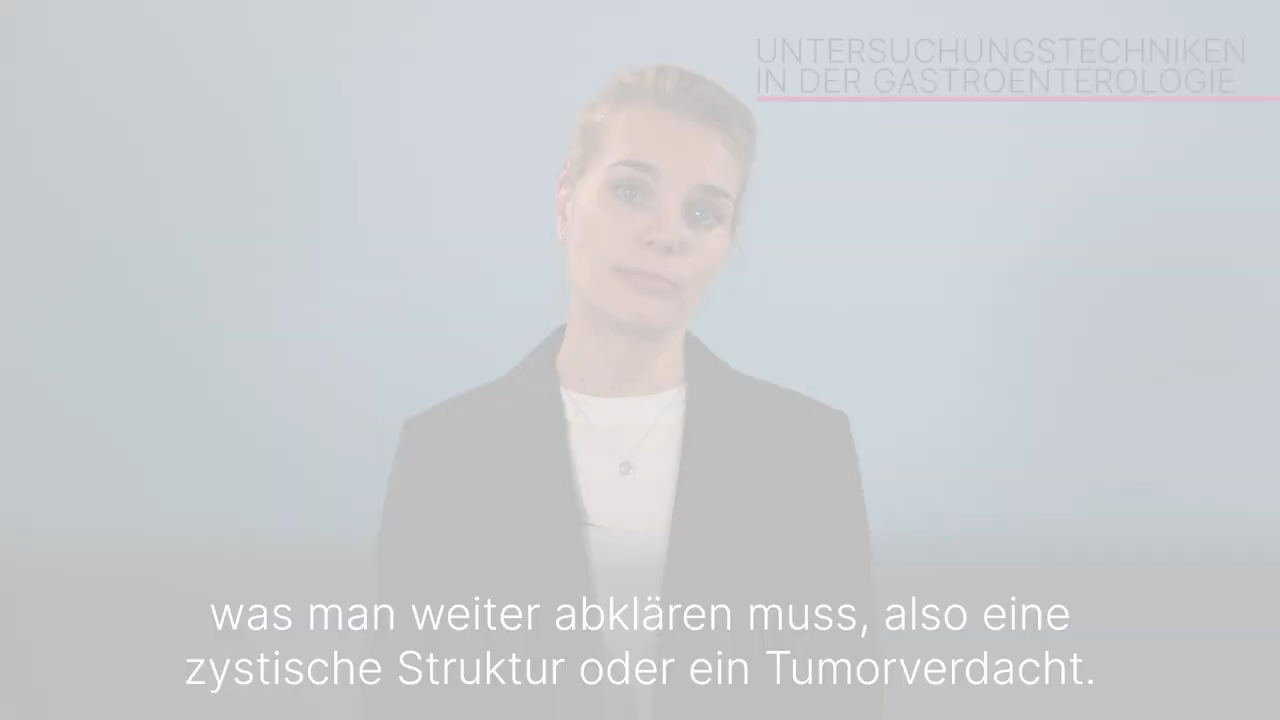 UNTERSUCHUNGSTECHNIKEN
IN DER GASTROENTEROLOGIE
was man weiter abklären muss, also eine
zystische Struktur oder ein Tumorverdacht.